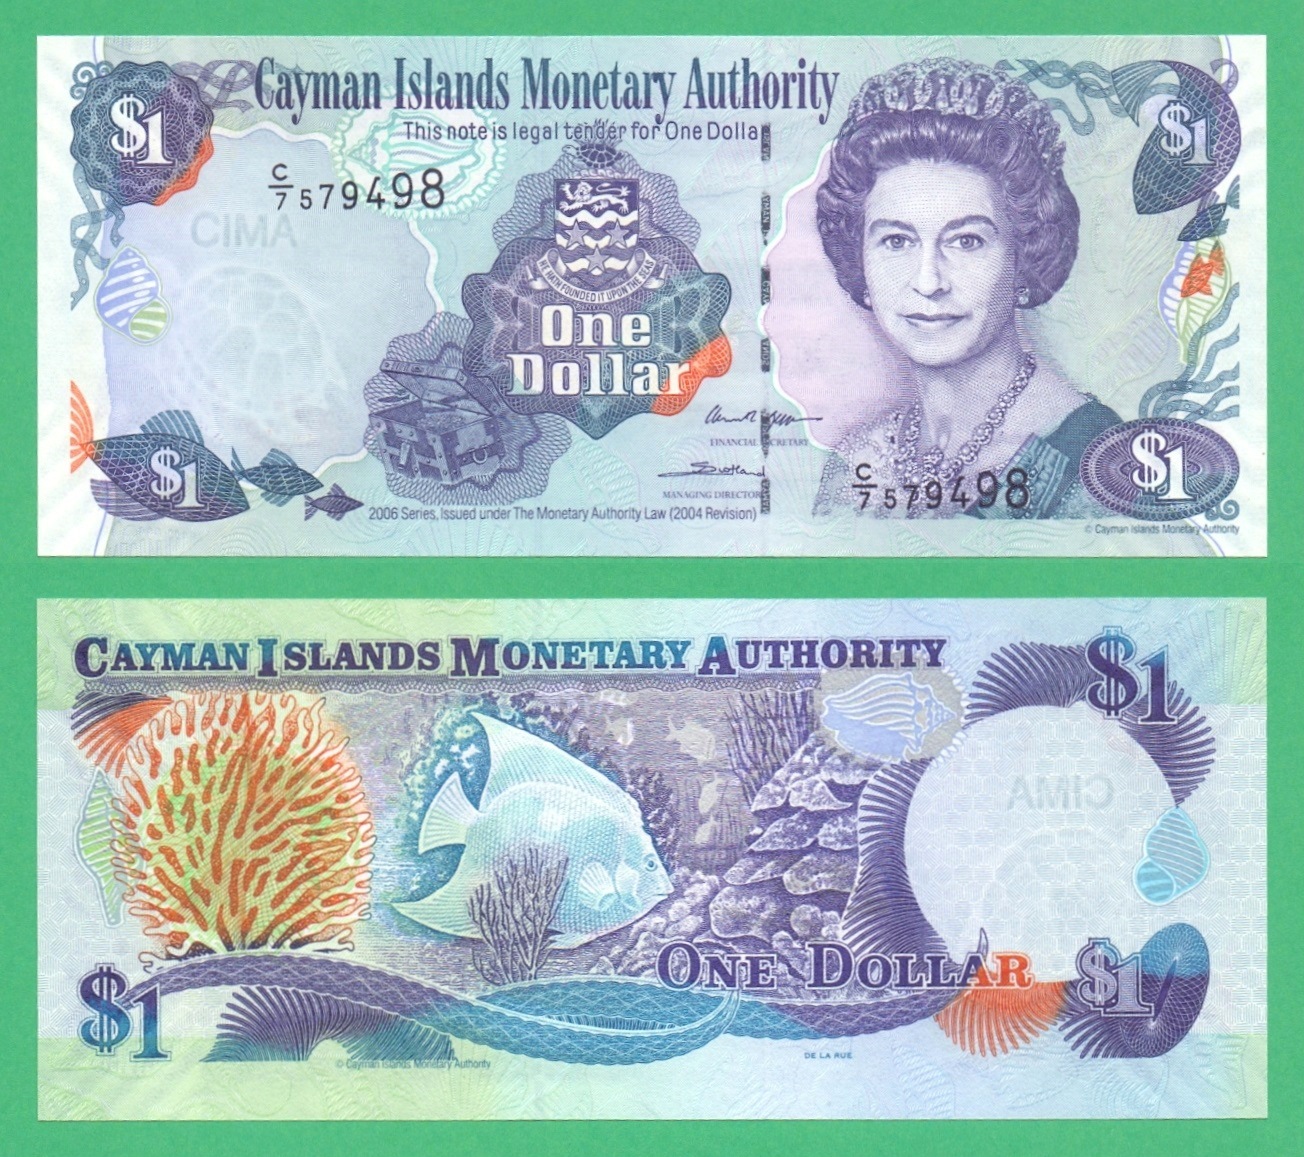 Cayman Islands Monetary Authority
This note is legal tender for One Dollar
$1
$1
C/7 579498
CIMA
HE HATH FOUNDED IT UPON THE SEAS
One
Dollar
FINANCIAL SECRETARY
MANAGING DIRECTOR
$1
C/7 579498
$1
2006 Series, Issued under The Monetary Authority Law (2004 Revision)
© Cayman Islands Monetary Authority
CAYMAN ISLANDS MONETARY AUTHORITY
$1
CIMA
ONE DOLLAR
$1
$1
© Cayman Islands Monetary Authority
DE LA RUE